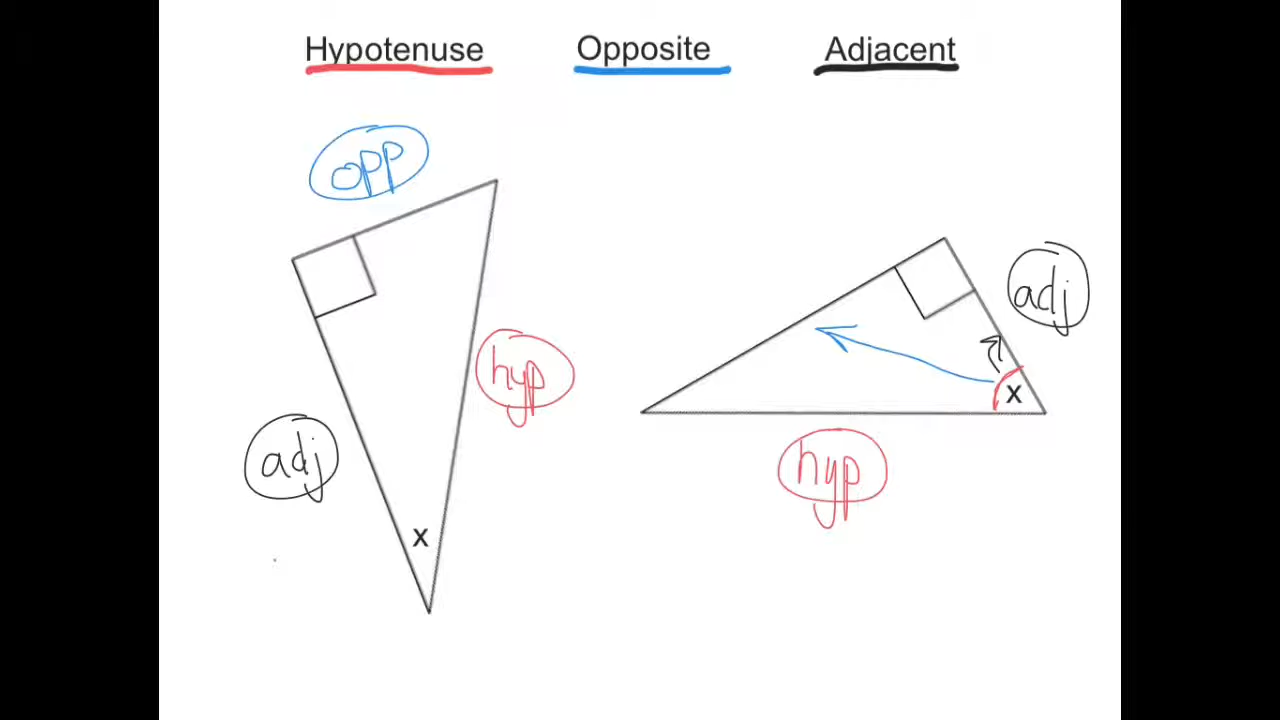 Hypotenuse Opposite Adjacent
opp
adj
hyp
x
adj
x
hyp